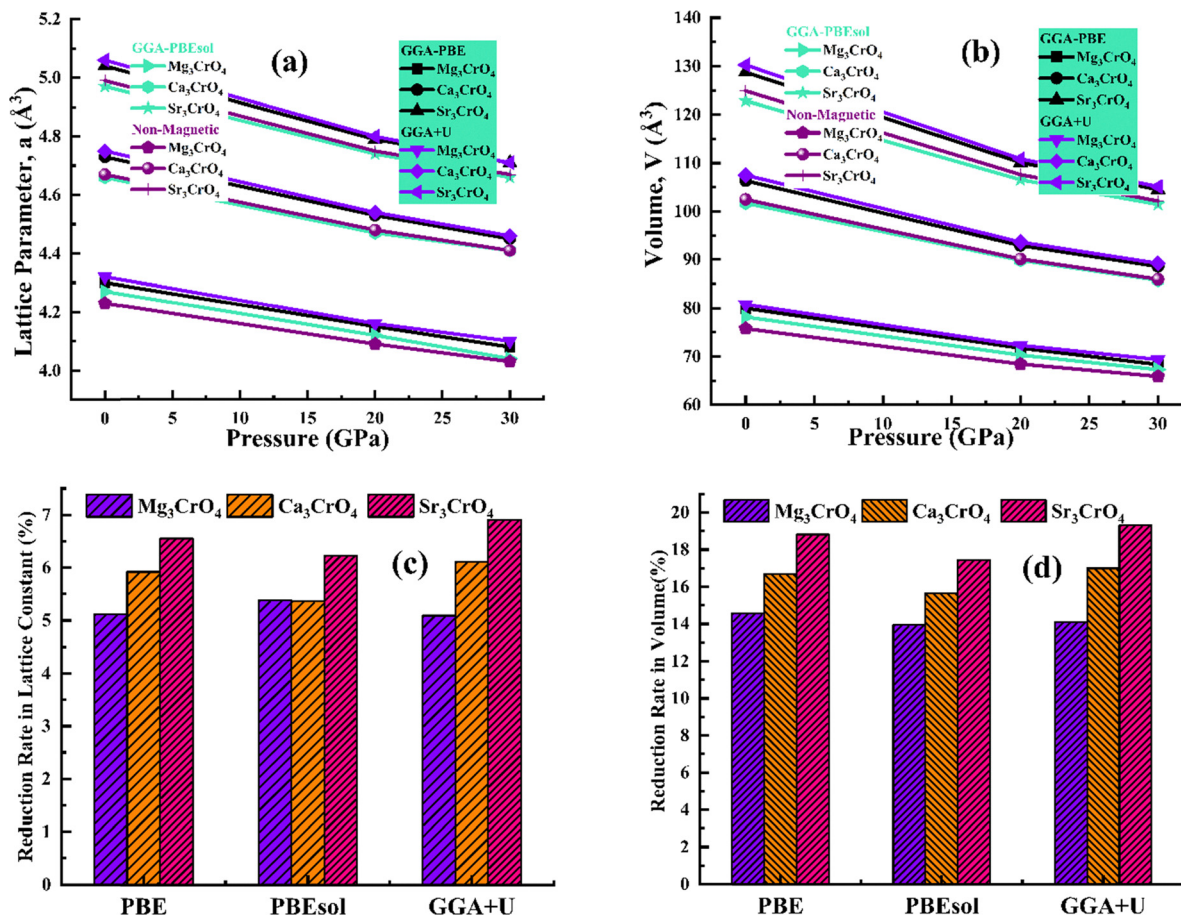 (a)
Lattice Parameter, a (Å³)
5.2
5.0
4.8
4.6
4.4
4.2
4.0
GGA-PBEsol
Mg₃CrO₄
Ca₃CrO₄
Sr₃CrO₄
Non-Magnetic
Mg₃CrO₄
Ca₃CrO₄
Sr₃CrO₄
GGA-PBE
Mg₃CrO₄
Ca₃CrO₄
Sr₃CrO₄
GGA+U
Mg₃CrO₄
Ca₃CrO₄
Sr₃CrO₄
0 5 10 15 20 25 30
Pressure (GPa)
(b)
Volume, V (Å³)
140
130
120
110
100
90
80
70
60
GGA-PBEsol
Mg₃CrO₄
Ca₃CrO₄
Sr₃CrO₄
Non-Magnetic
Mg₃CrO₄
Ca₃CrO₄
Sr₃CrO₄
GGA-PBE
Mg₃CrO₄
Ca₃CrO₄
Sr₃CrO₄
GGA+U
Mg₃CrO₄
Ca₃CrO₄
Sr₃CrO₄
0 5 10 15 20 25 30
Pressure (GPa)
(c)
Reduction Rate in Lattice Constant (%)
7
6
5
4
3
2
1
0
Mg₃CrO₄ Ca₃CrO₄ Sr₃CrO₄
PBE PBEsol GGA+U
(d)
Reduction Rate in Volume(%)
20
18
16
14
12
10
8
6
4
2
0
Mg₃CrO₄ Ca₃CrO₄ Sr₃CrO₄
PBE PBEsol GGA+U